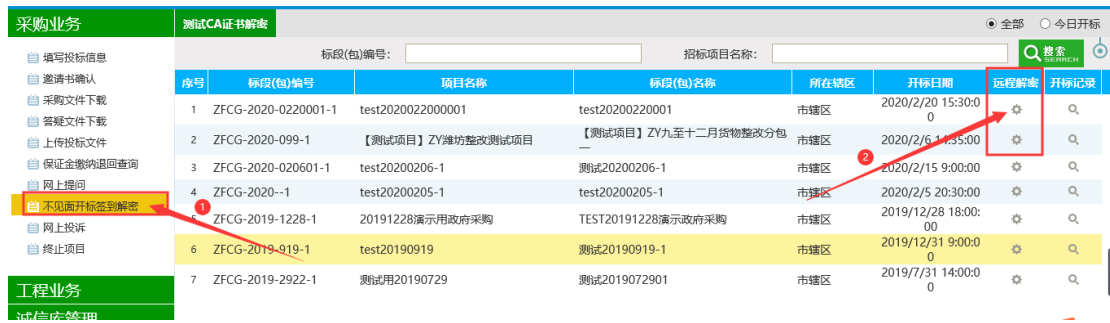 采购业务
填写投标信息
邀请书确认
采购文件下载
答疑文件下载
上传投标文件
保证金缴纳退回查询
网上提问
不见面开标签到解密
网上投诉
终止项目
工程业务
诚信库管理
测试CA证书解密
全部 今日开标
标段(包)编号: 招标项目名称: 搜索
SEARCH
序号 标段(包)编号 项目名称 标段(包)名称 所在辖区 开标日期 远程解密 开标记录
1 ZFCG-2020-0220001-1 test2020022000001 test20200220001 市辖区 2020/2/20 15:30:0
0
2 ZFCG-2020-099-1 【测试项目】ZY潍坊整改测试项目 【测试项目】ZY九至十二月货物整改分包 市辖区 2020/2/6 14:35:00
一
2
3 ZFCG-2020-020601-1 test20200206-1 测试20200206-1 市辖区 2020/2/15 9:00:00
4 ZFCG-2020--1 test20200205-1 test20200205-1 市辖区 2020/2/5 20:30:00
1
5 ZFCG-2019-1228-1 20191228演示用政府采购 TEST20191228演示政府采购 市辖区 2019/12/28 18:00:
00
6 ZFCG-2019-919-1 test20190919 测试20190919-1 市辖区 2019/12/31 9:00:0
0
7 ZFCG-2019-2922-1 测试用20190729 测试2019072901 市辖区 2019/7/31 14:00:0
0